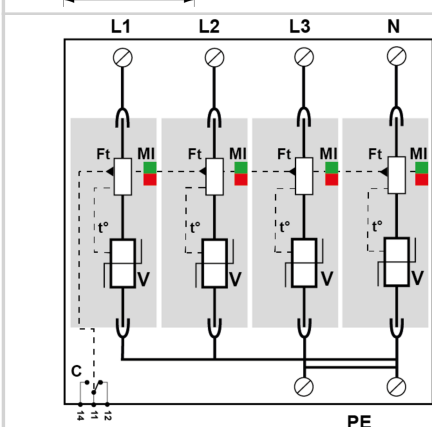 L1 L2 L3 N
Ft MI Ft MI Ft MI Ft MI
t° t° t° t°
V V V V
C
14 11 12
PE